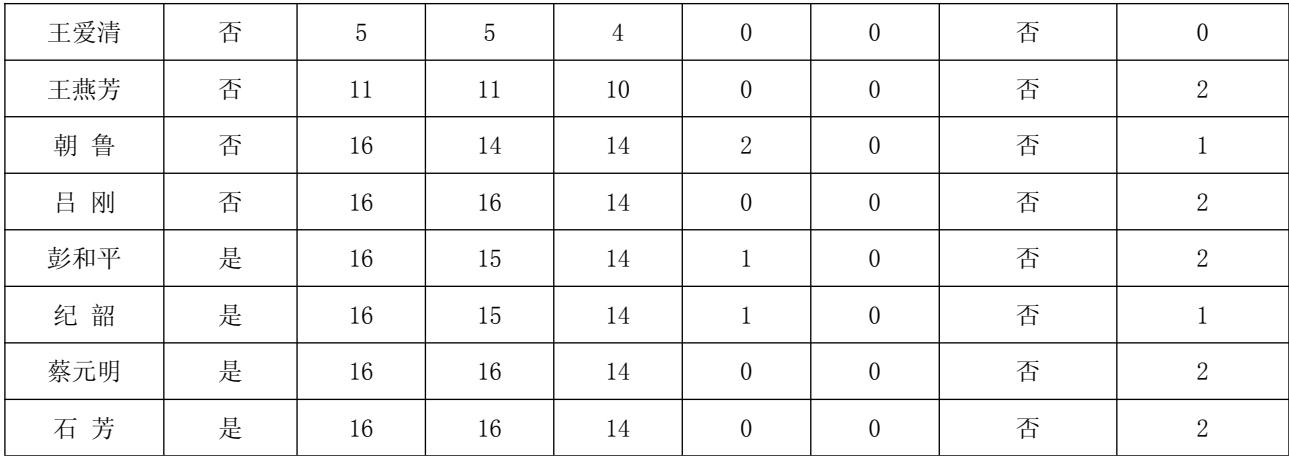 王爱清 否 5 5 4 0 0 否 0
王燕芳 否 11 11 10 0 0 否 2
朝 鲁 否 16 14 14 2 0 否 1
吕 刚 否 16 16 14 0 0 否 2
彭和平 是 16 15 14 1 0 否 2
纪 韶 是 16 15 14 1 0 否 1
蔡元明 是 16 16 14 0 0 否 2
石 芳 是 16 16 14 0 0 否 2